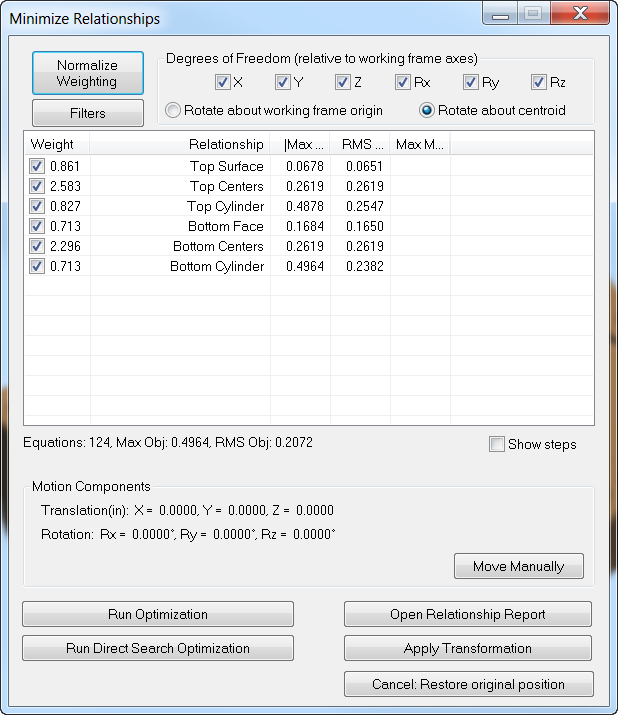 Minimize Relationships
Normalize Weighting
Filters
Degrees of Freedom (relative to working frame axes)
X Y Z Rx Ry Rz
Rotate about working frame origin Rotate about centroid
Weight Relationship |Max ... RMS ... Max M...
0.861 Top Surface 0.0678 0.0651
2.583 Top Centers 0.2619 0.2619
0.827 Top Cylinder 0.4878 0.2547
0.713 Bottom Face 0.1684 0.1650
2.296 Bottom Centers 0.2619 0.2619
0.713 Bottom Cylinder 0.4964 0.2382
Equations: 124, Max Obj: 0.4964, RMS Obj: 0.2072
Show steps
Motion Components
Translation(in): X = 0.0000, Y = 0.0000, Z = 0.0000
Rotation: Rx = 0.0000°, Ry = 0.0000°, Rz = 0.0000°
Move Manually
Run Optimization Open Relationship Report
Run Direct Search Optimization Apply Transformation
Cancel: Restore original position